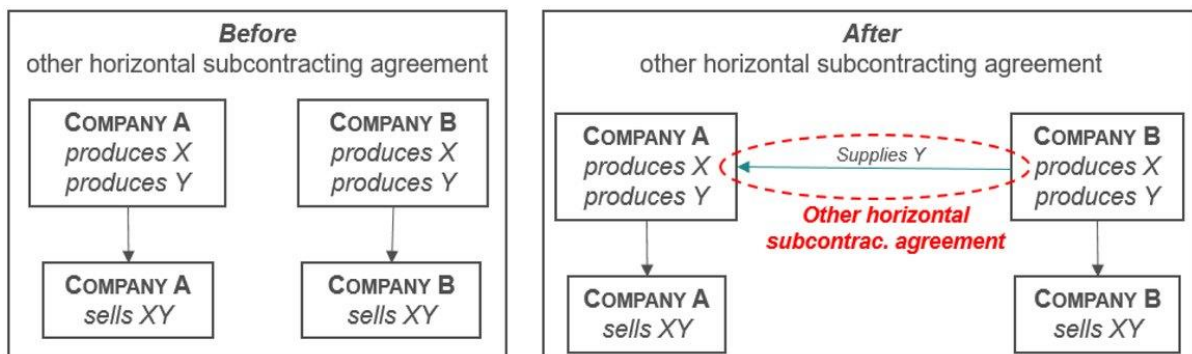 Before
other horizontal subcontracting agreement
COMPANY A
produces X
produces Y
COMPANY B
produces X
produces Y
COMPANY A
sells XY
COMPANY B
sells XY
After
other horizontal subcontracting agreement
COMPANY A
produces X
produces Y
Supplies Y
COMPANY B
produces X
produces Y
Other horizontal
subcontrac. agreement
COMPANY A
sells XY
COMPANY B
sells XY